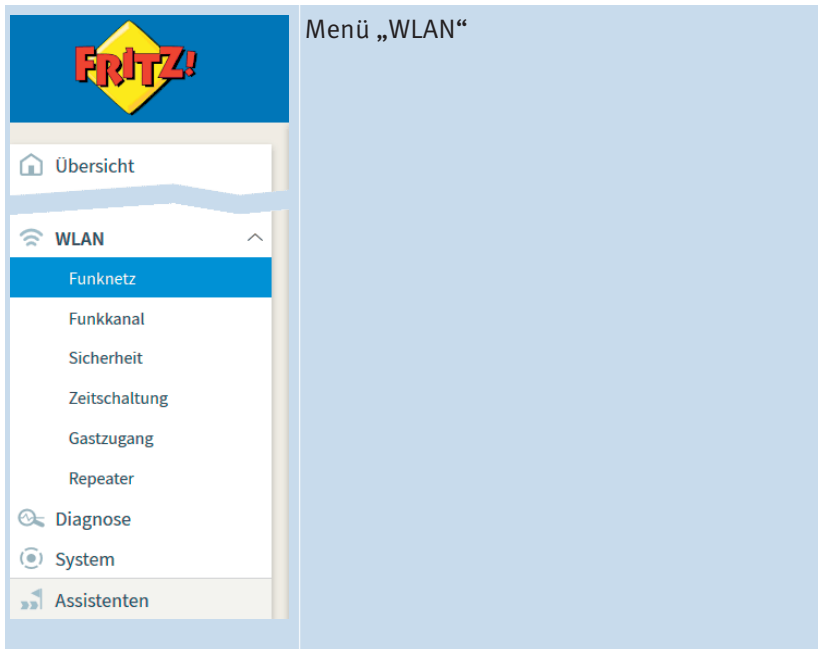 FRITZ!
Menü „WLAN“
Übersicht
WLAN
Funknetz
Funkkanal
Sicherheit
Zeitschaltung
Gastzugang
Repeater
Diagnose
System
Assistenten